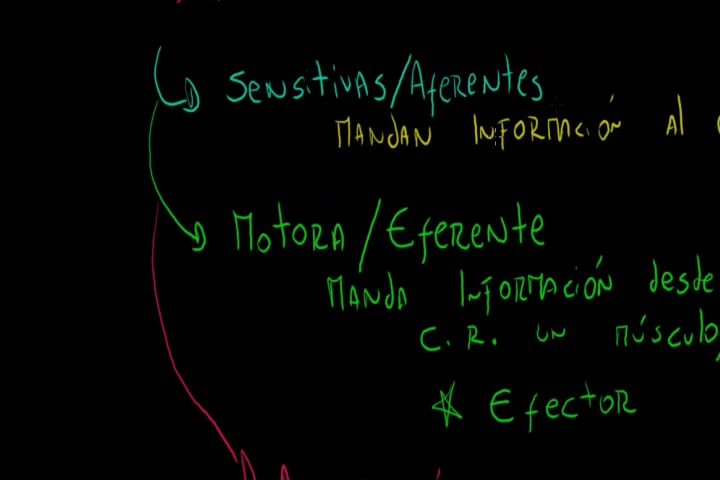 Sensitivas/Aferentes
Mandan Información al
Motora/Eferente
Manda Información desde
C.R. un músculo,
* Efector